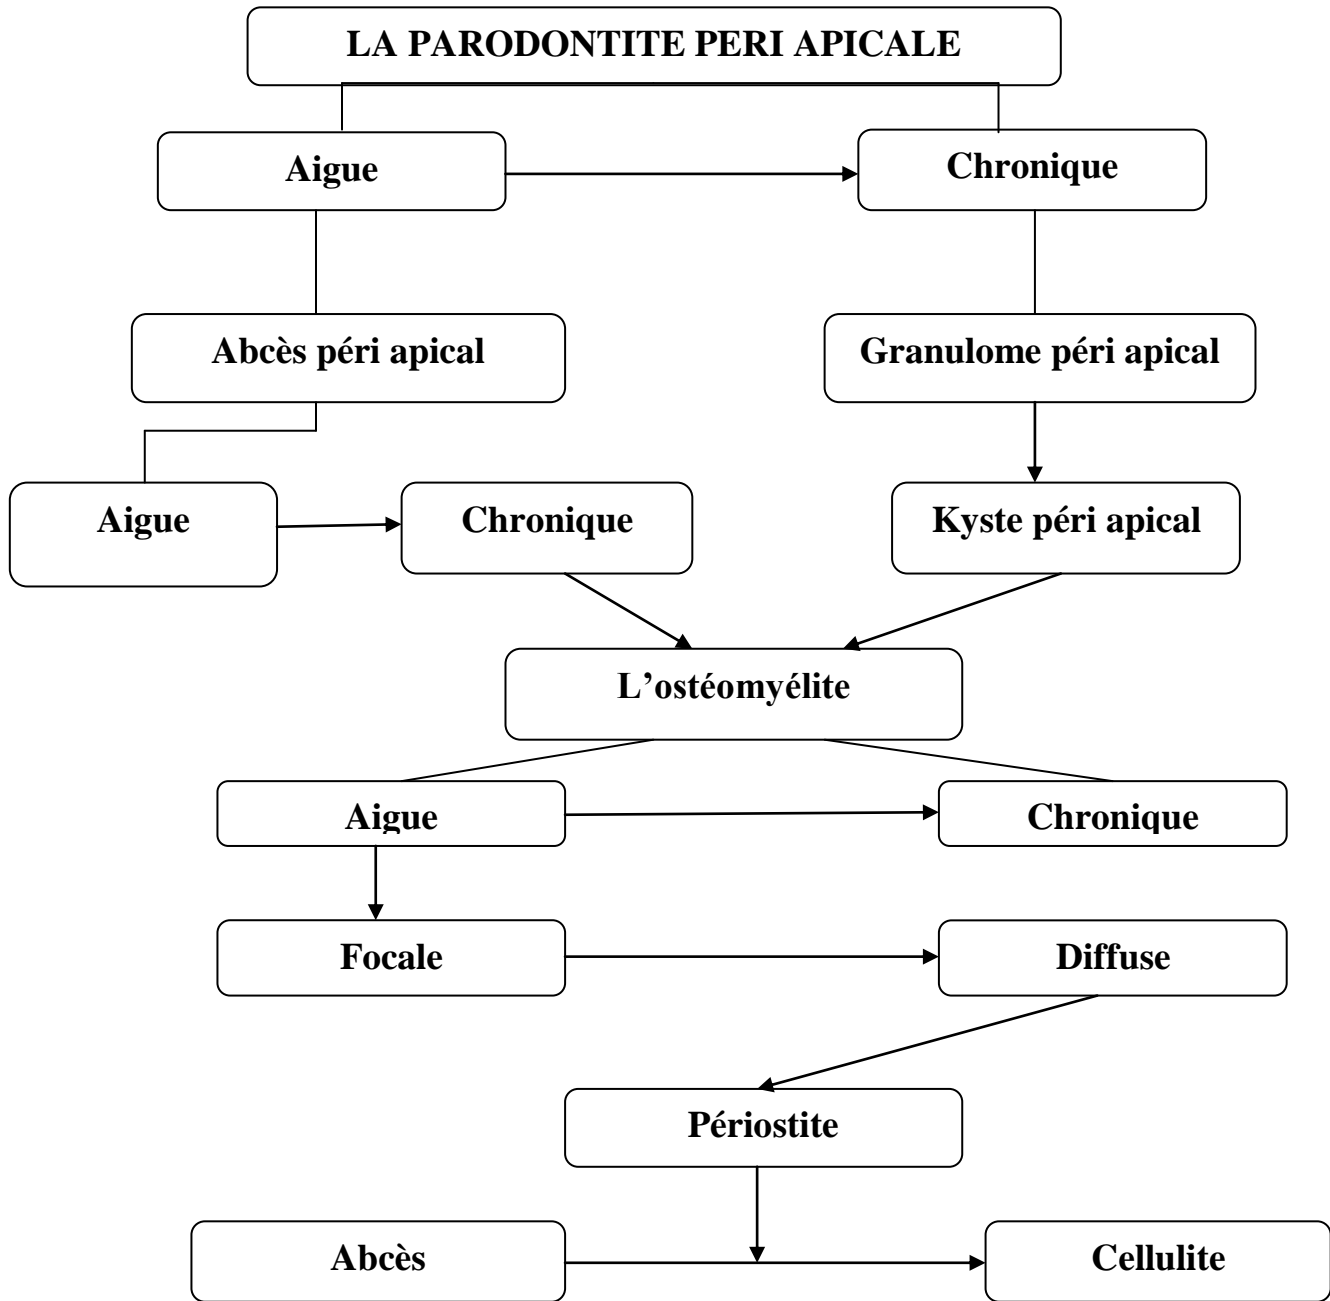 LA PARODONTITE PERI APICALE
Aigue
Chronique
Abcès péri apical
Granulome péri apical
Aigue
Chronique
Kyste péri apical
L’ostéomyélite
Aigue
Chronique
Focale
Diffuse
Périostite
Abcès
Cellulite